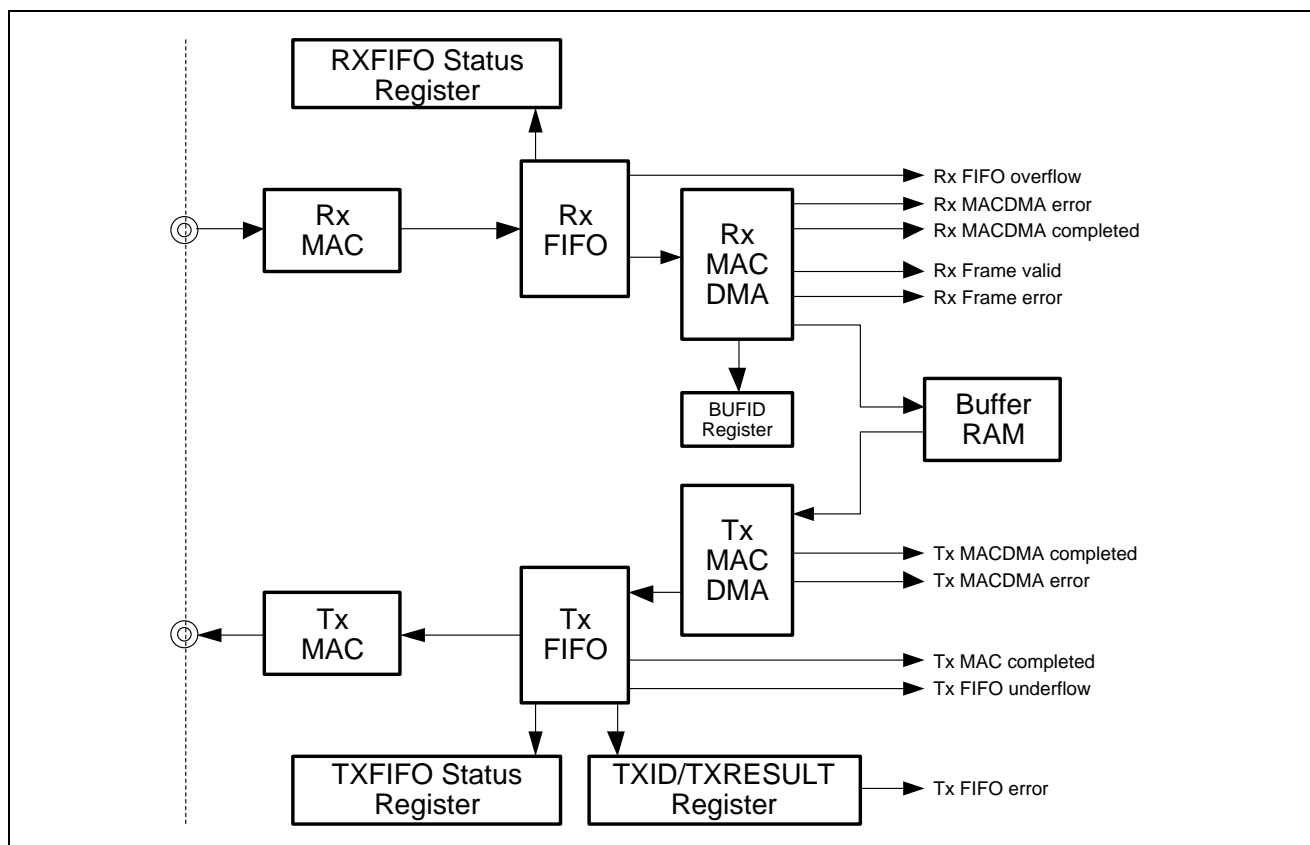 RXFIFO Status
Register
Rx
MAC
Rx
FIFO
Rx
MAC
DMA
Rx FIFO overflow
Rx MACDMA error
Rx MACDMA completed
Rx Frame valid
Rx Frame error
BUFID
Register
Buffer
RAM
Tx
MAC
DMA
Tx MACDMA completed
Tx MACDMA error
Tx
MAC
Tx
FIFO
Tx MAC completed
Tx FIFO underflow
TXFIFO Status
Register
TXID/TXRESULT
Register
Tx FIFO error